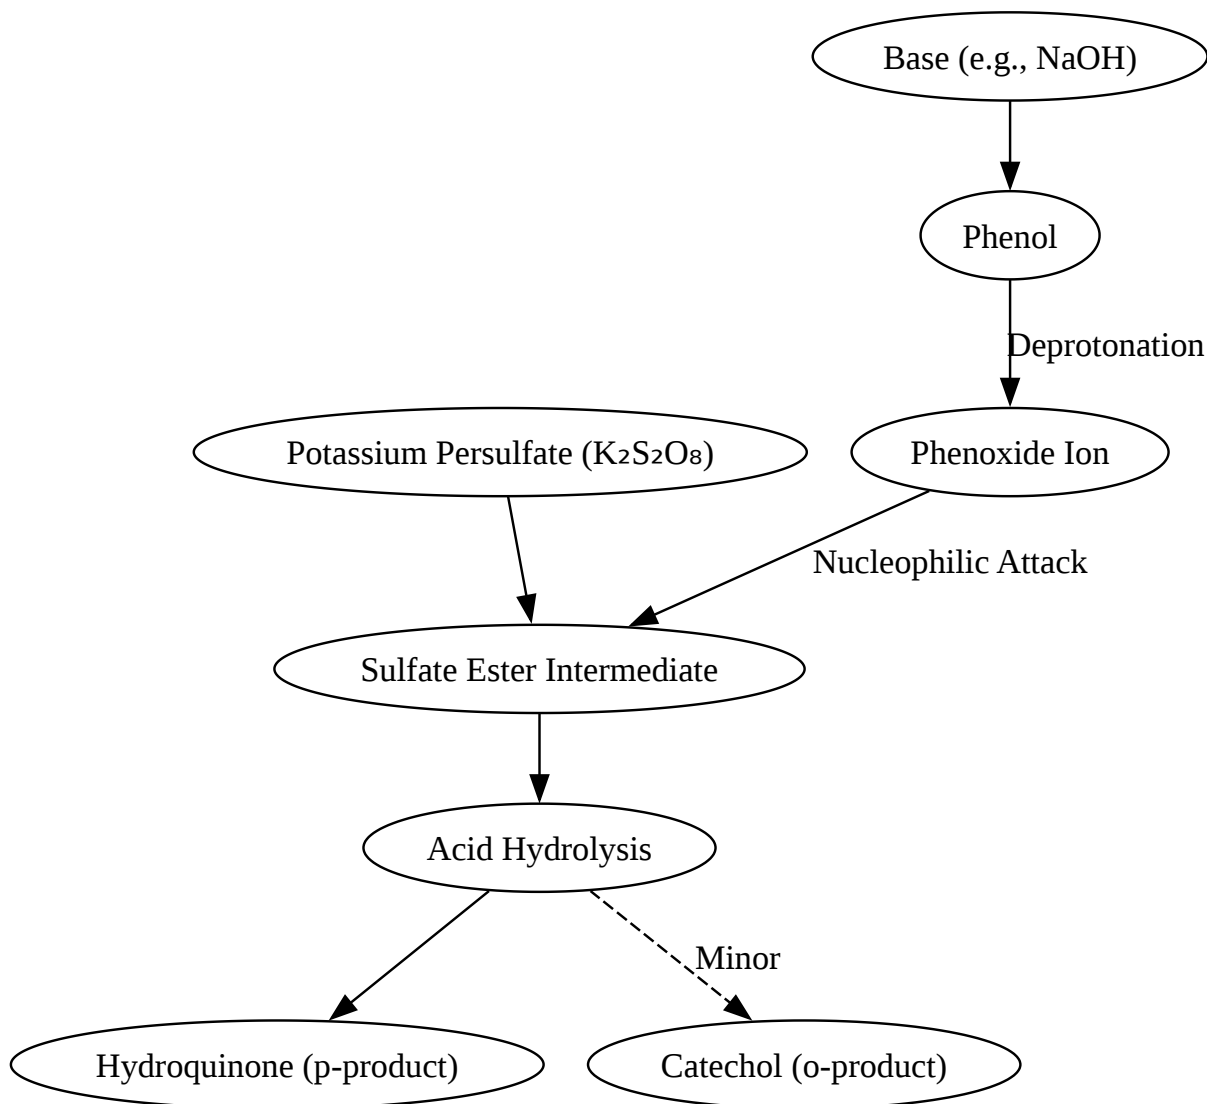 Base (e.g., NaOH)
Phenol
Deprotonation
Potassium Persulfate (K₂S₂O₈)
Phenoxide Ion
Nucleophilic Attack
Sulfate Ester Intermediate
Acid Hydrolysis
Minor
Hydroquinone (p-product)
Catechol (o-product)